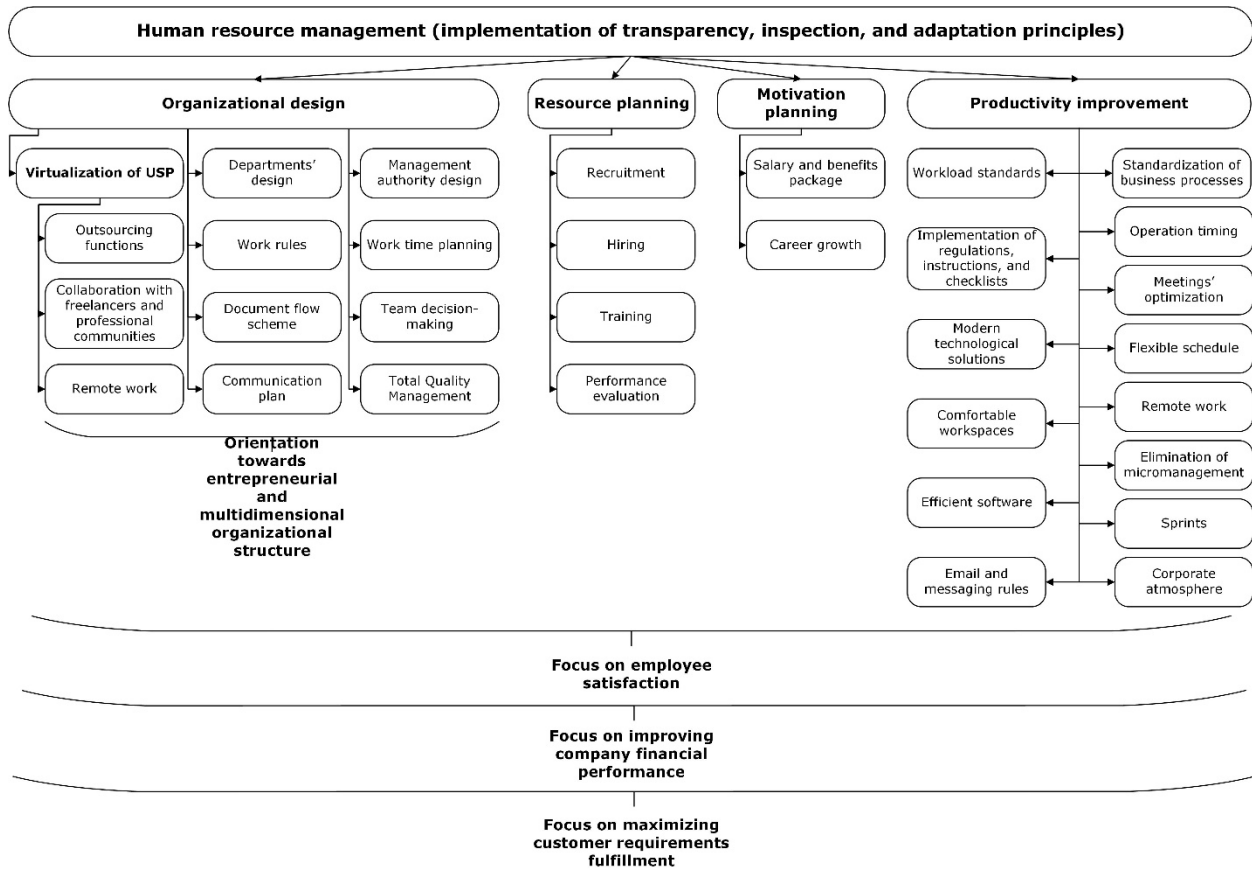 Human resource management (implementation of transparency, inspection, and adaptation principles)
Organizational design
Resource planning
Motivation
planning
Productivity improvement
Virtualization of USP
Outsourcing
functions
Collaboration with
freelancers and
professional
communities
Remote work
Departments’
design
Work rules
Document flow
scheme
Communication
plan
Management
authority design
Work time planning
Team decision-
making
Total Quality
Management
Orientation
towards
entrepreneurial
and
multidimensional
organizational
structure
Recruitment
Hiring
Training
Performance
evaluation
Salary and benefits
package
Career growth
Workload standards
Implementation of
regulations,
instructions, and
checklists
Modern
technological
solutions
Comfortable
workspaces
Efficient software
Email and
messaging rules
Standardization of
business processes
Operation timing
Meetings’
optimization
Flexible schedule
Remote work
Elimination of
micromanagement
Sprints
Corporate
atmosphere
Focus on employee
satisfaction
Focus on improving
company financial
performance
Focus on maximizing
customer requirements
fulfillment